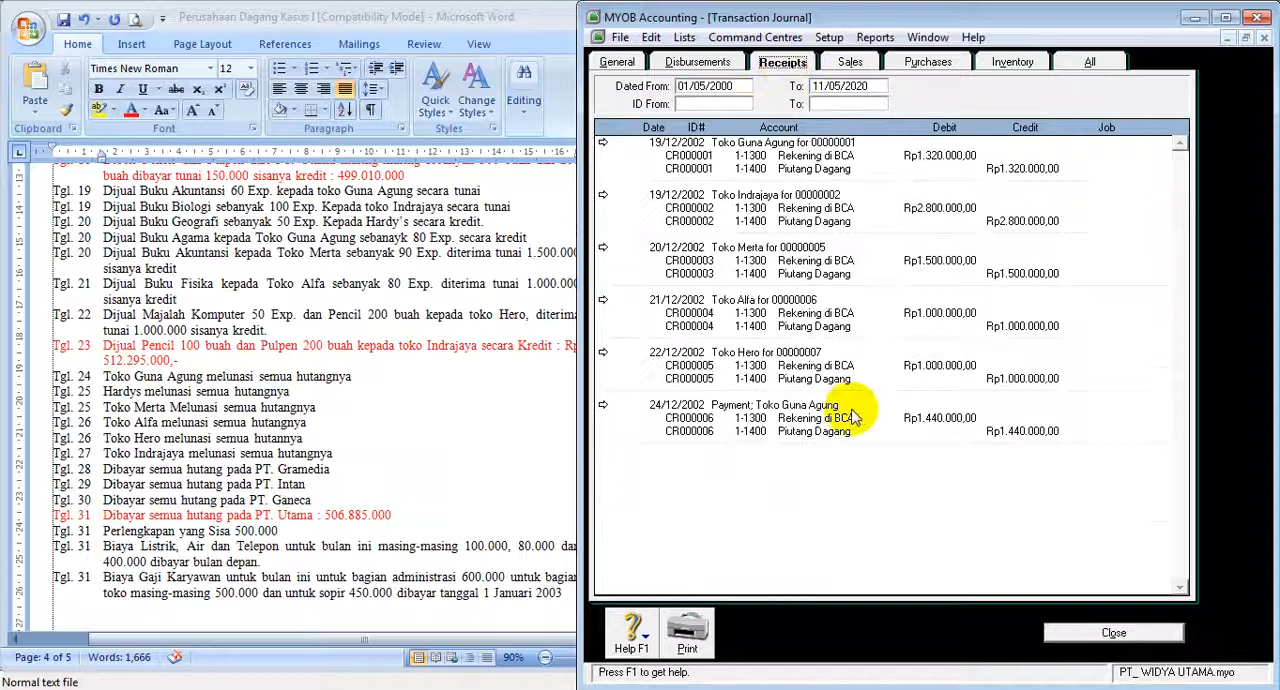 Perusahaan Dagang Kasus I [Compatibility Mode] - Microsoft Word
Home Insert Page Layout References Mailings Review View
Times New Roman 12
Paste
Quick Styles
Change Styles
Editing
Clipboard Font Paragraph Styles
buah dibayar tunai 150.000 sisanya kredit : 499.010.000
Tgl. 19 Dijual Buku Akuntansi 60 Exp. kepada toko Guna Agung secara tunai
Tgl. 19 Dijual Buku Biologi sebanyak 100 Exp. Kepada toko Indrajaya secara tunai
Tgl. 20 Dijual Buku Geografi sebanyak 50 Exp. Kepada Hardy's secara kredit.
Tgl. 20 Dijual Buku Agama kepada Toko Guna Agung sebanayk 80 Exp. secara kredit
Tgl. 20 Dijual Buku Akuntansi kepada Toko Merta sebanyak 90 Exp. diterima tunai 1.500.000
sisanya kredit
Tgl. 21 Dijual Buku Fisika kepada Toko Alfa sebanyak 80 Exp. diterima tunai 1.000.000
sisanya kredit
Tgl. 22 Dijual Majalah Komputer 50 Exp. dan Pencil 200 buah kepada toko Hero, diterima
tunai 1.000.000 sisanya kredit.
Tgl. 23 Dijual Pencil 100 buah dan Pulpen 200 buah kepada toko Indrajaya secara Kredit : Rp
512.295.000,-
Tgl. 24 Toko Guna Agung melunasi semua hutangnya
Tgl. 25 Hardys melunasi semua hutangnya
Tgl. 25 Toko Merta Melunasi semua hutangnya
Tgl. 26 Toko Alfa melunasi semua hutangnya
Tgl. 26 Toko Hero melunasi semua hutannya
Tgl. 27 Toko Indrajaya melunasi semua hutangnya
Tgl. 28 Dibayar semua hutang pada PT. Gramedia
Tgl. 29 Dibayar semua hutang pada PT. Intan
Tgl. 30 Dibayar semu hutang pada PT. Ganeca
Tgl. 31 Dibayar semua hutang pada PT. Utama : 506.885.000
Tgl. 31 Perlengkapan yang Sisa 500.000
Tgl. 31 Biaya Listrik, Air dan Telepon untuk bulan ini masing-masing 100.000, 80.000 dan
400.000 dibayar bulan depan.
Tgl. 31 Biaya Gaji Karyawan untuk bulan ini untuk bagian administrasi 600.000 untuk bagian
toko masing-masing 500.000 dan untuk sopir 450.000 dibayar tanggal 1 Januari 2003
Page: 4 of 5 Words: 1,666 90%
Normal text file
MYOB Accounting - [Transaction Journal]
File Edit Lists Command Centres Setup Reports Window Help
General Disbursements Receipts Sales Purchases Inventory All
Dated From: 01/05/2000 To: 11/05/2020
ID From: To:
Date ID# Account Debit Credit Job
19/12/2002 Toko Guna Agung for 00000001
CR000001 1-1300 Rekening di BCA Rp1.320.000,00
CR000001 1-1400 Piutang Dagang Rp1.320.000,00
19/12/2002 Toko Indrajaya for 00000002
CR000002 1-1300 Rekening di BCA Rp2.800.000,00
CR000002 1-1400 Piutang Dagang Rp2.800.000,00
20/12/2002 Toko Merta for 00000005
CR000003 1-1300 Rekening di BCA Rp1.500.000,00
CR000003 1-1400 Piutang Dagang Rp1.500.000,00
21/12/2002 Toko Alfa for 00000006
CR000004 1-1300 Rekening di BCA Rp1.000.000,00
CR000004 1-1400 Piutang Dagang Rp1.000.000,00
22/12/2002 Toko Hero for 00000007
CR000005 1-1300 Rekening di BCA Rp1.000.000,00
CR000005 1-1400 Piutang Dagang Rp1.000.000,00
24/12/2002 Payment; Toko Guna Agung
CR000006 1-1300 Rekening di BCA Rp1.440.000,00
CR000006 1-1400 Piutang Dagang Rp1.440.000,00
Help F1 Print Close
Press F1 to get help. PT_ WIDYA UTAMA.myo